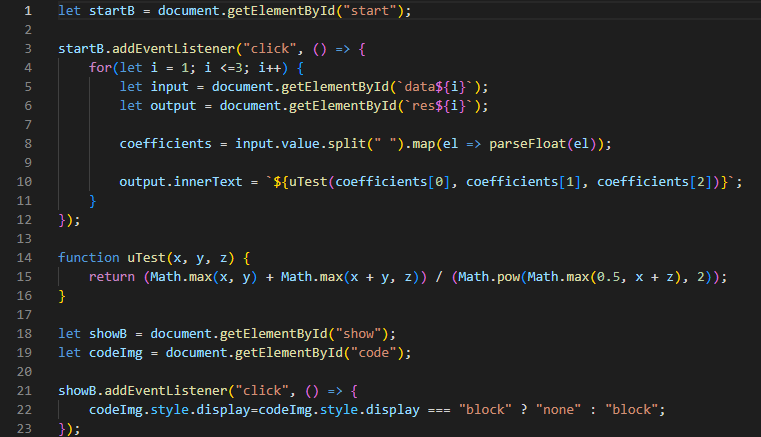 1 let startB = document.getElementById("start");
2
3 startB.addEventListener("click", () => {
4     for(let i = 1; i <=3; i++) {
5         let input = document.getElementById(`data${i}`);
6         let output = document.getElementById(`res${i}`);
7
8         coefficients = input.value.split(" ").map(el => parseFloat(el));
9
10         output.innerText = `${uTest(coefficients[0], coefficients[1], coefficients[2])}`;
11     }
12 });
13
14 function uTest(x, y, z) {
15     return (Math.max(x, y) + Math.max(x + y, z)) / (Math.pow(Math.max(0.5, x + z), 2));
16 }
17
18 let showB = document.getElementById("show");
19 let codeImg = document.getElementById("code");
20
21 showB.addEventListener("click", () => {
22     codeImg.style.display=codeImg.style.display === "block" ? "none" : "block";
23 });